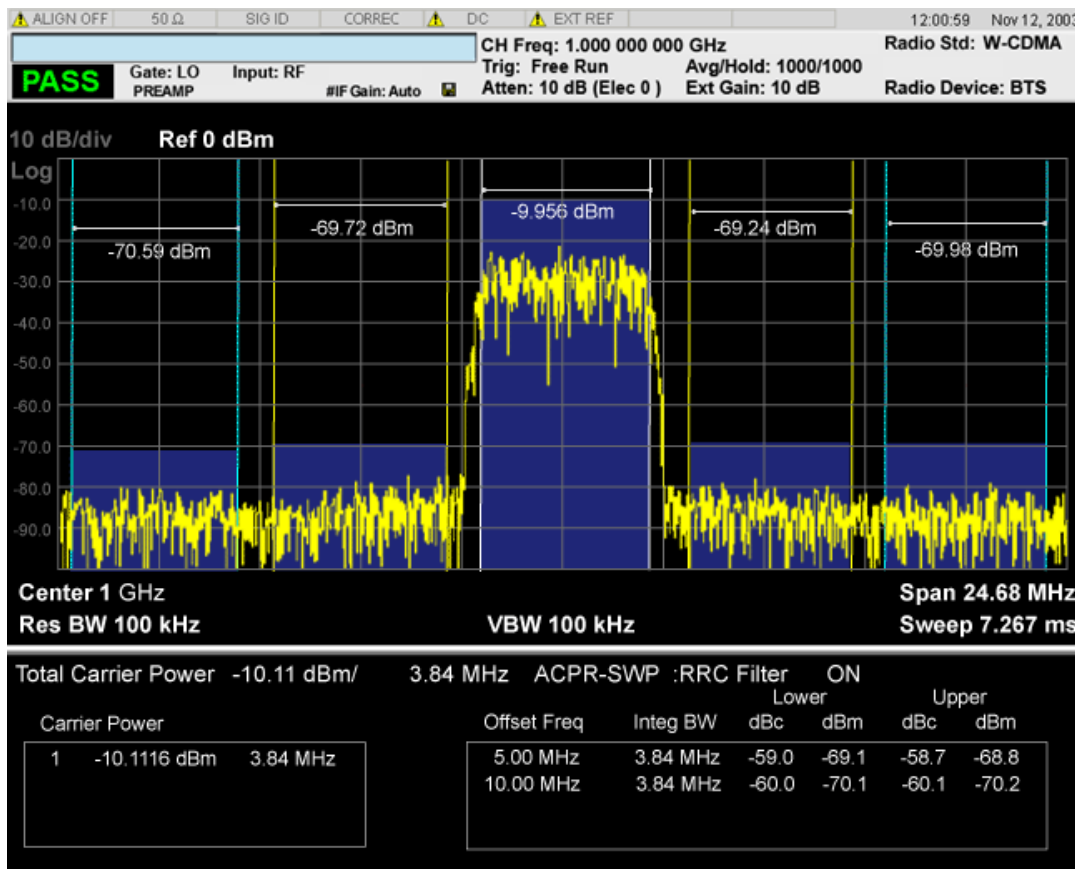 ALIGN OFF 50 Ω SIG ID CORREC DC EXT REF 12:00:59 Nov 12, 2003
CH Freq: 1.000 000 000 GHz Radio Std: W-CDMA
PASS Gate: LO Input: RF Trig: Free Run Avg/Hold: 1000/1000
PREAMP #IF Gain: Auto Atten: 10 dB (Elec 0 ) Ext Gain: 10 dB Radio Device: BTS
10 dB/div Ref 0 dBm
Log
-10.0
-9.956 dBm
-69.72 dBm -69.24 dBm
-20.0
-70.59 dBm -69.98 dBm
-30.0
-40.0
-50.0
-60.0
-70.0
-80.0
-90.0
Center 1 GHz Span 24.68 MHz
Res BW 100 kHz VBW 100 kHz Sweep 7.267 ms
Total Carrier Power -10.11 dBm/ 3.84 MHz ACPR-SWP :RRC Filter ON
Lower Upper
Carrier Power Offset Freq Integ BW dBc dBm dBc dBm
1 -10.1116 dBm 3.84 MHz 5.00 MHz 3.84 MHz -59.0 -69.1 -58.7 -68.8
10.00 MHz 3.84 MHz -60.0 -70.1 -60.1 -70.2